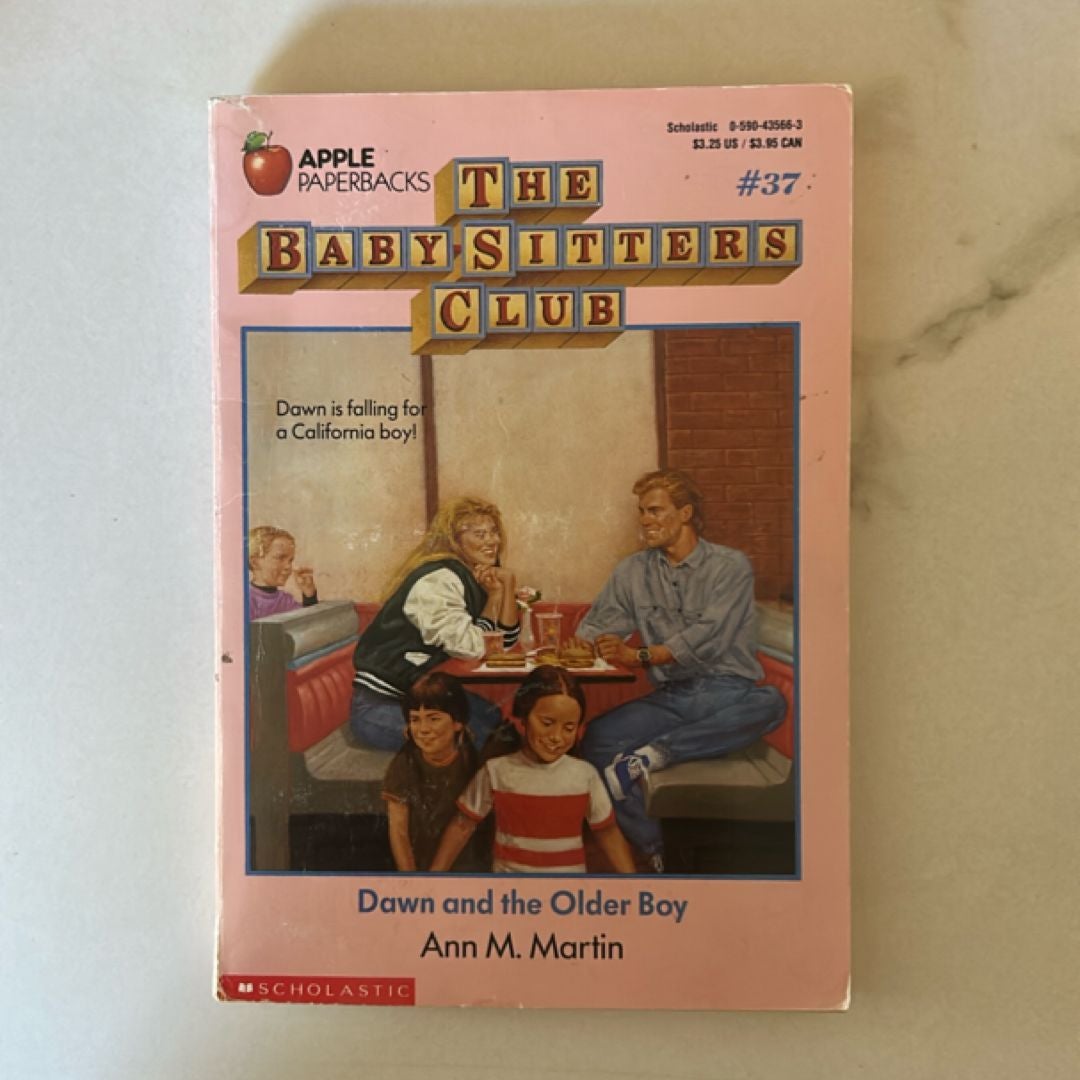 Scholastic 0-590-43566-3
$3.25 US / $3.95 CAN
APPLE
PAPERBACKS
#37
THE
BABY-SITTERS
CLUB
Dawn is falling for
a California boy!
Dawn and the Older Boy
Ann M. Martin
SCHOLASTIC